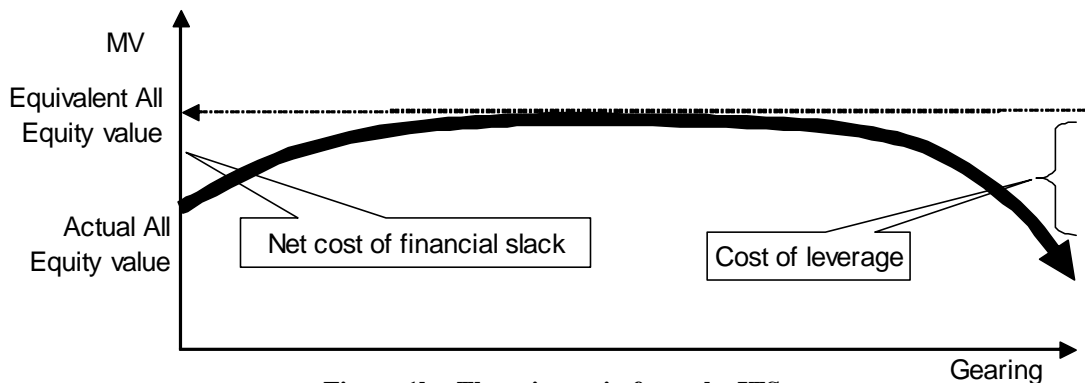 MV
Equivalent All
Equity value
Actual All
Equity value
Net cost of financial slack
Cost of leverage
Gearing